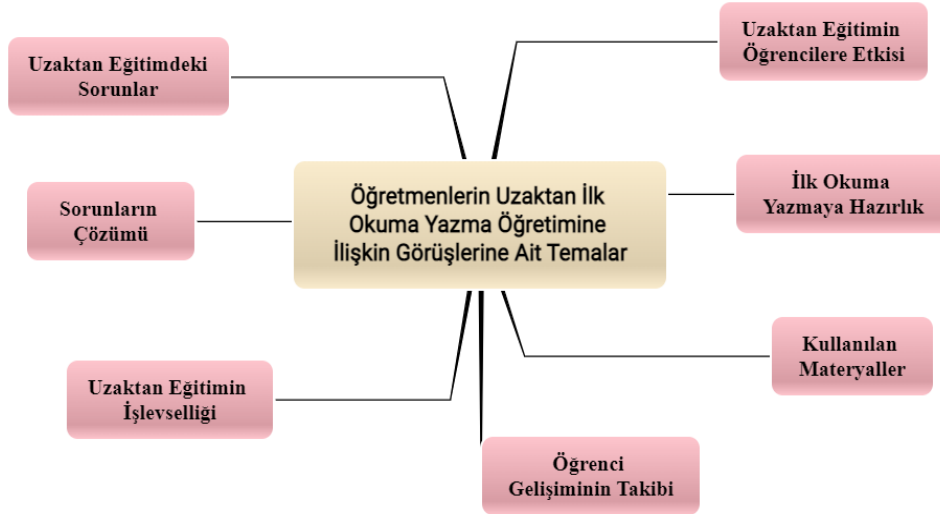 Uzaktan Eğitimdeki
Sorunlar
Uzaktan Eğitimin
Öğrencilere Etkisi
Sorunların
Çözümü
Öğretmenlerin Uzaktan İlk
Okuma Yazma Öğretimine
İlişkin Görüşlerine Ait Temalar
İlk Okuma
Yazmaya Hazırlık
Uzaktan Eğitimin
İşlevselliği
Kullanılan
Materyaller
Öğrenci
Gelişiminin Takibi